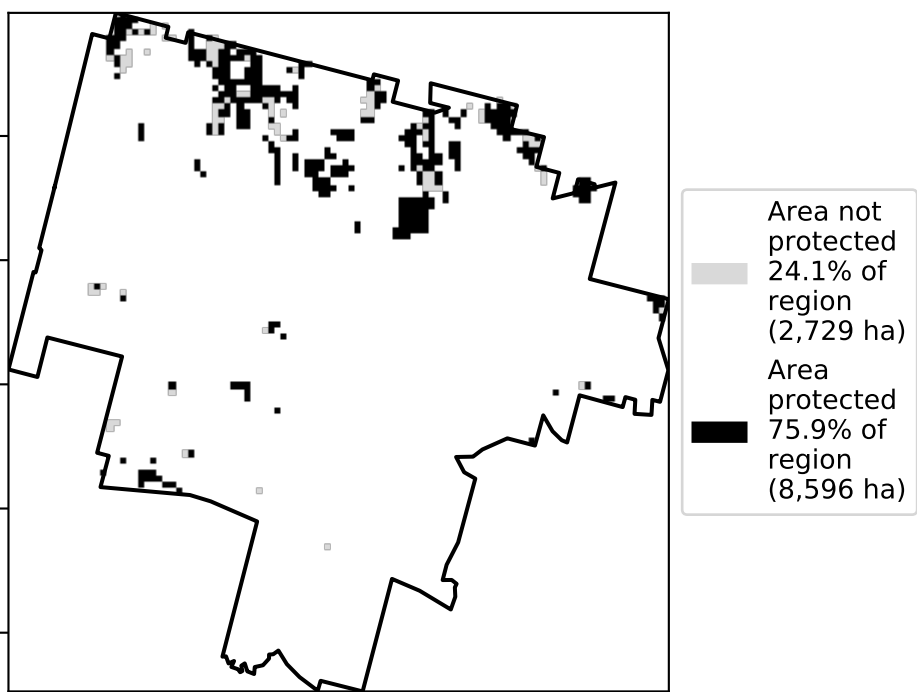 Area not
protected
24.1% of
region
(2,729 ha)
Area
protected
75.9% of
region
(8,596 ha)